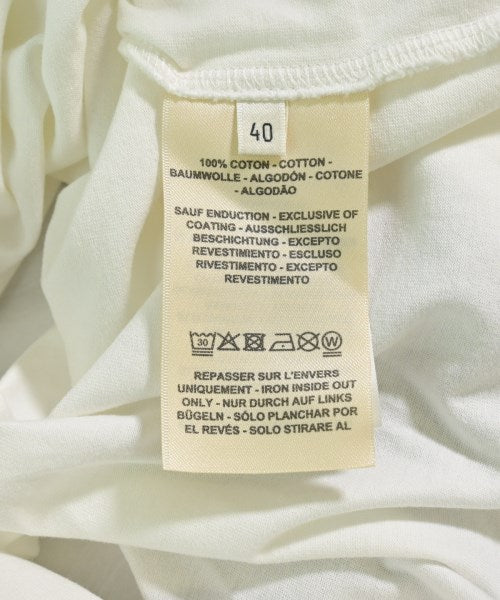 40
100% COTON - COTTON -
BAUMWOLLE - ALGODÓN - COTONE
- ALGODÃO
SAUF ENDUCTION - EXCLUSIVE OF
COATING - AUSSCHLIESSLICH
BESCHICHTUNG - EXCEPTO
REVESTIMIENTO - ESCLUSO
RIVESTIMENTO - EXCEPTO
REVESTIMENTO
30 W
REPASSER SUR L'ENVERS
UNIQUEMENT - IRON INSIDE OUT
ONLY - NUR DURCH AUF LINKS
BÜGELN - SÓLO PLANCHAR POR
EL REVÉS - SOLO STIRARE AL